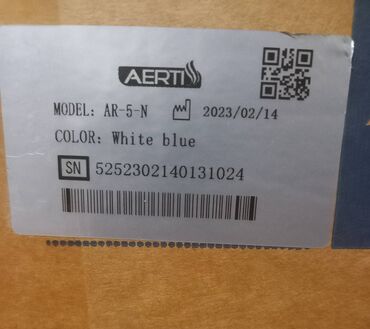 AERTI
MODEL: AR-5-N 2023/02/14
COLOR: White blue
SN 5252302140131024